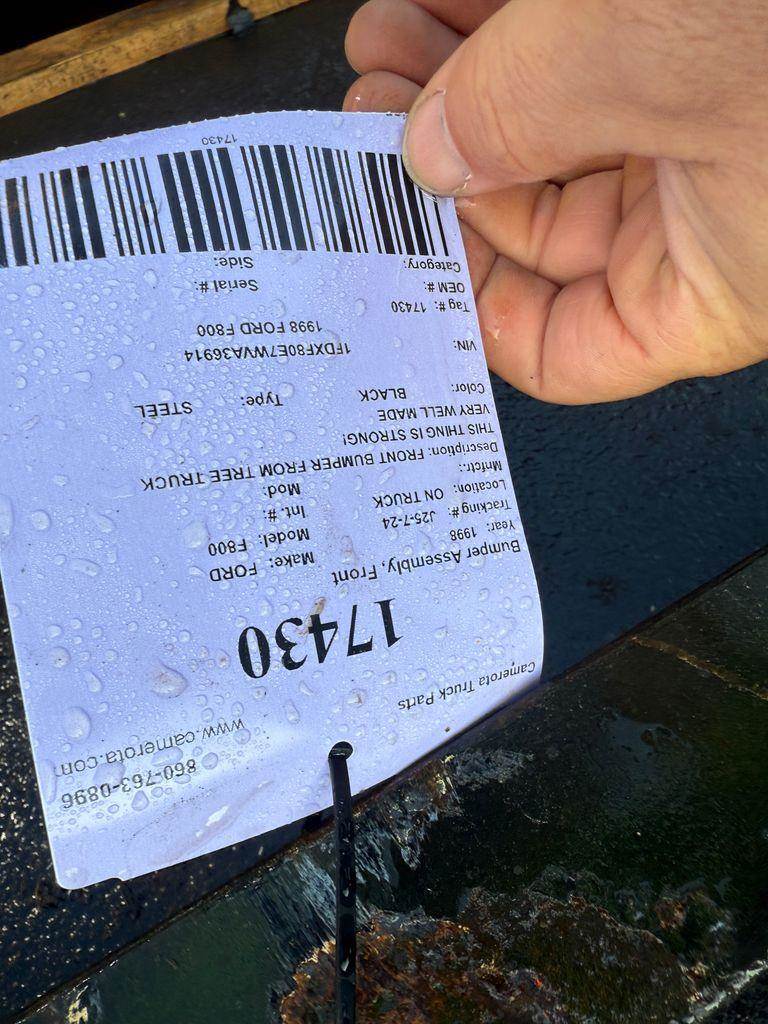 Camerota Truck Parts
www.camerota.com
860-763-0896
17430
Bumper Assembly, Front
Year: 1998 Make: FORD Model: F800
Tracking #: J25-7-24 Int. #:
Location: ON TRUCK Mod:
Mnfctr.:
Description: FRONT BUMPER FROM TREE TRUCK
THIS THING IS STRONG!
VERY WELL MADE
Color: BLACK Type: STEEL
VIN: 1FDXF80E7WVA36914
1998 FORD F800
Tag #: 17430
OEM #: Serial #:
Category: Side:
17430